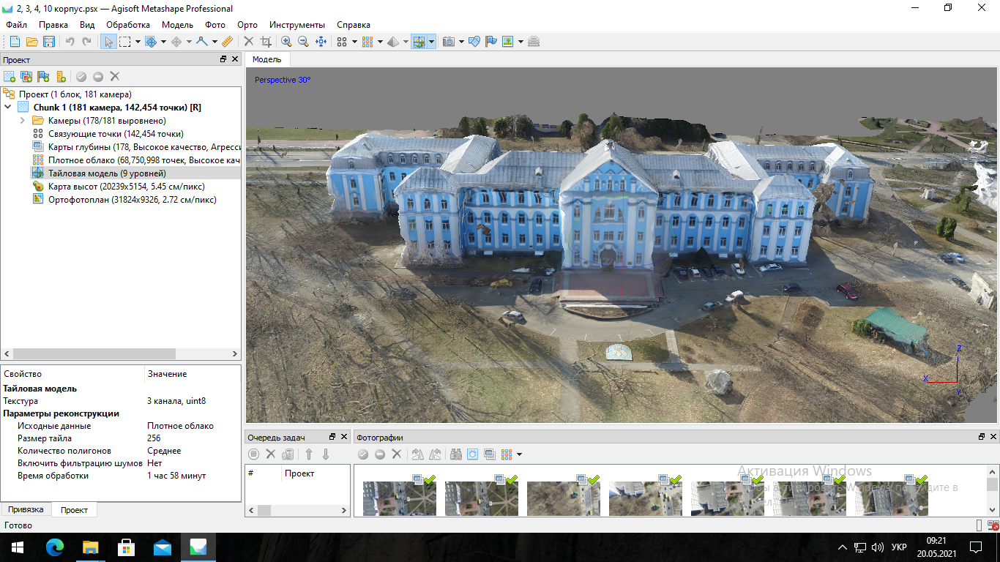 2, 3, 4, 10 корпус.psx — Agisoft Metashape Professional
Файл Правка Вид Обработка Модель Фото Орто Инструменты Справка
Проект
Модель
Perspective 30°
Проект (1 блок, 181 камера)
Chunk 1 (181 камера, 142,454 точки) [R]
Камеры (178/181 выровнено)
Связующие точки (142,454 точки)
Карты глубины (178, Высокое качество, Агресси
Плотное облако (68,750,998 точек, Высокое кач
Тайловая модель (9 уровней)
Карта высот (20239x5154, 5.45 см/пикс)
Ортофотоплан (31824x9326, 2.72 см/пикс)
Свойство Значение
Тайловая модель
Текстура 3 канала, uint8
Параметры реконструкции
Исходные данные Плотное облако
Размер тайла 256
Количество полигонов Среднее
Включить фильтрацию шумов Нет
Время обработки 1 час 58 минут
Привязка Проект
Z
X
Y
Очередь задач
# Проект
Фотографии
Активация Windows
активировать Windows, перейдите в
Готово
УКР
09:21
20.05.2021